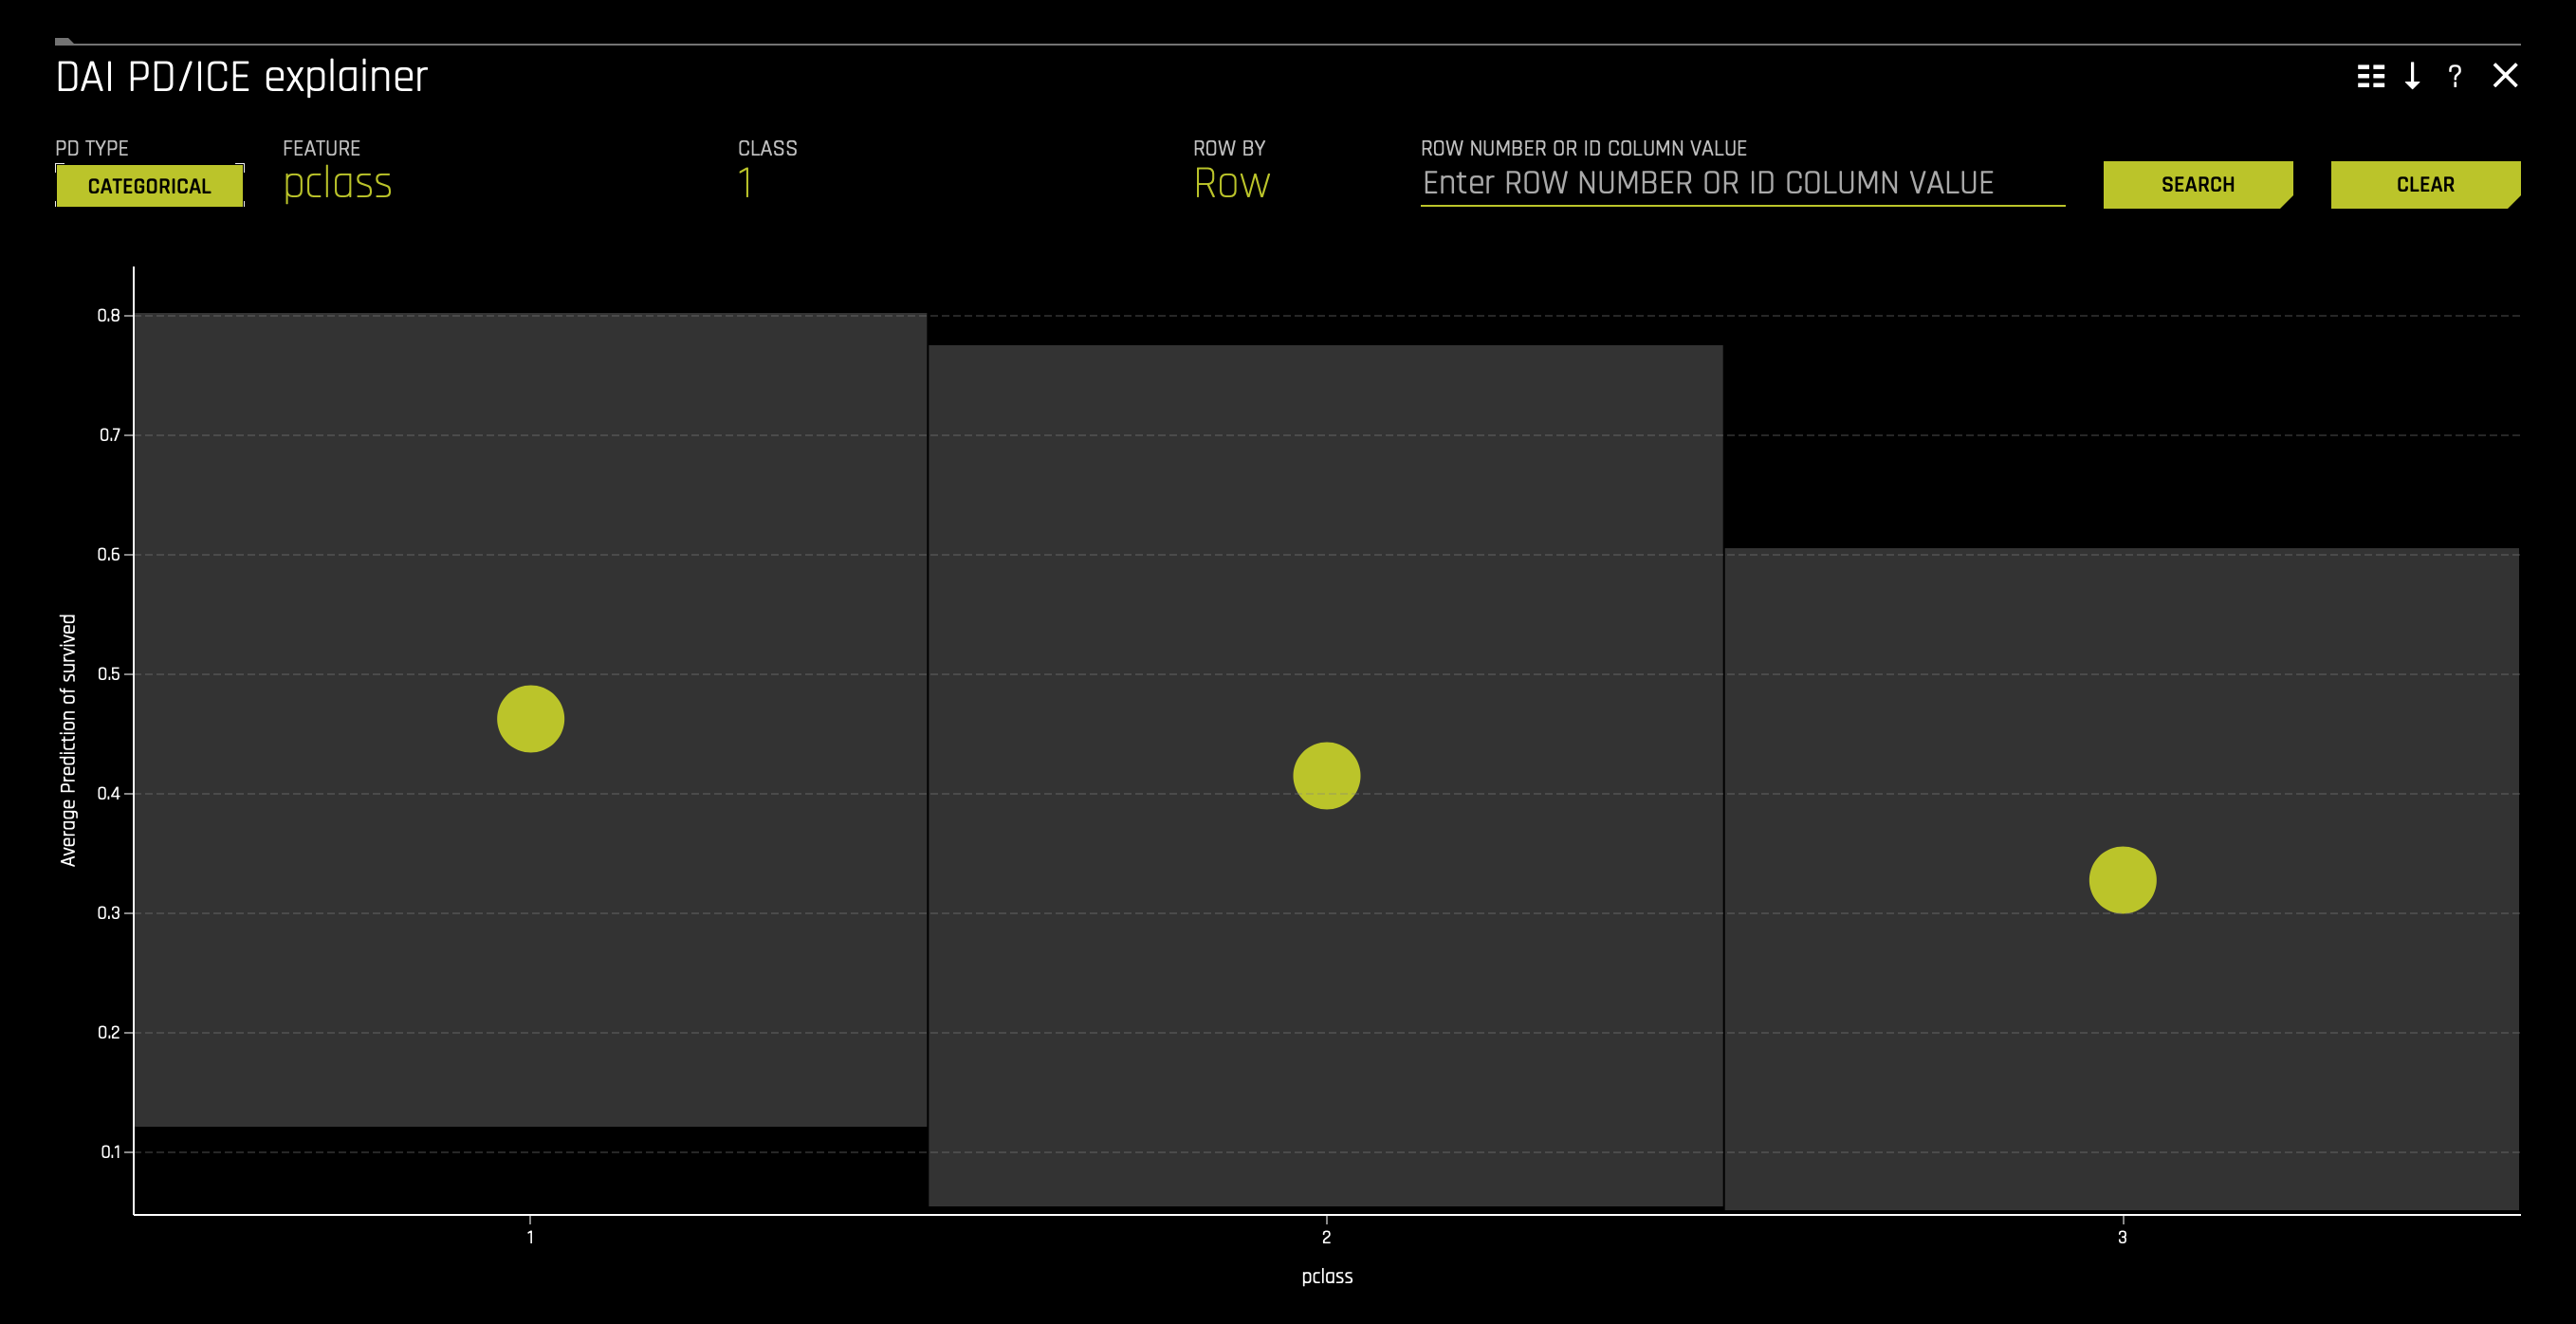 DAI PD/ICE explainer
?
PD TYPE
FEATURE
CLASS
ROW BY
ROW NUMBER OR ID COLUMN VALUE
CATEGORICAL
pclass
1
Row
Enter ROW NUMBER OR ID COLUMN VALUE
SEARCH
CLEAR
0.8
0.7
0.6
0.5
0.4
0.3
0.2
0.1
Average Prediction of survived
1
2
3
pclass